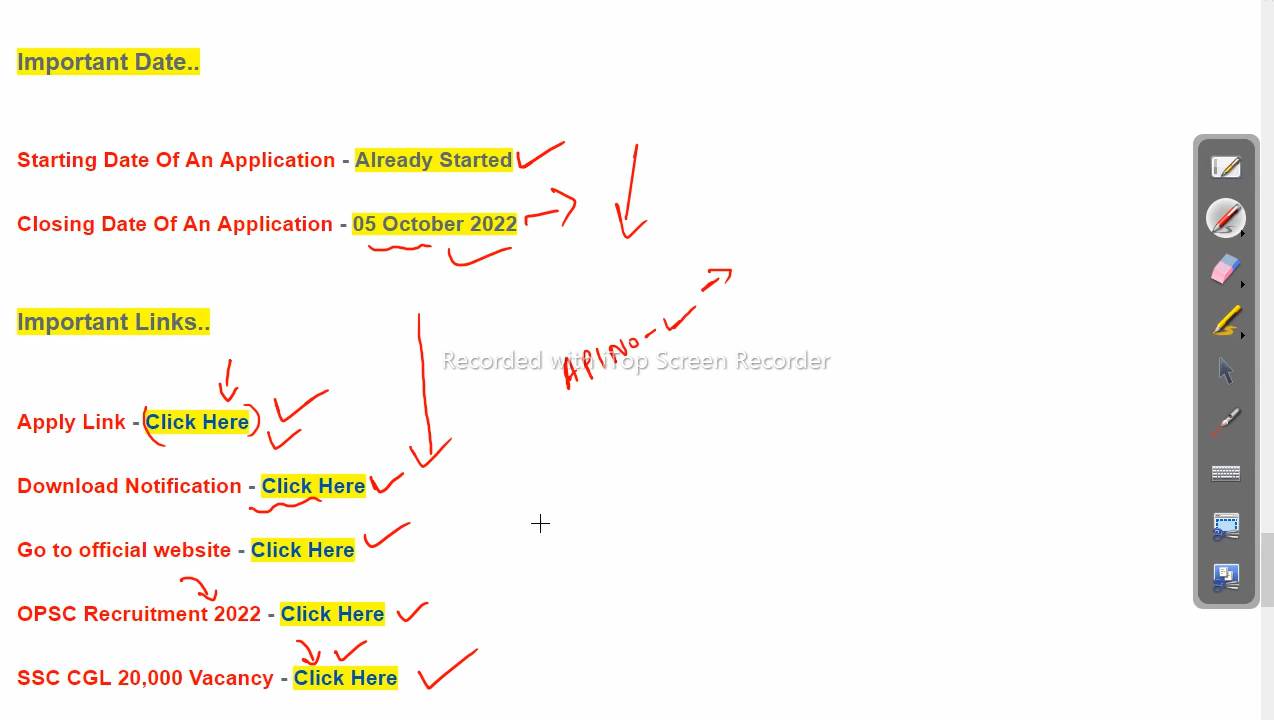 Important Date..
Starting Date Of An Application - Already Started
Closing Date Of An Application - 05 October 2022
Important Links..
Recorded with iTop Screen Recorder
Apply Link - Click Here
Download Notification - Click Here
Go to official website - Click Here
OPSC Recruitment 2022 - Click Here
SSC CGL 20,000 Vacancy - Click Here